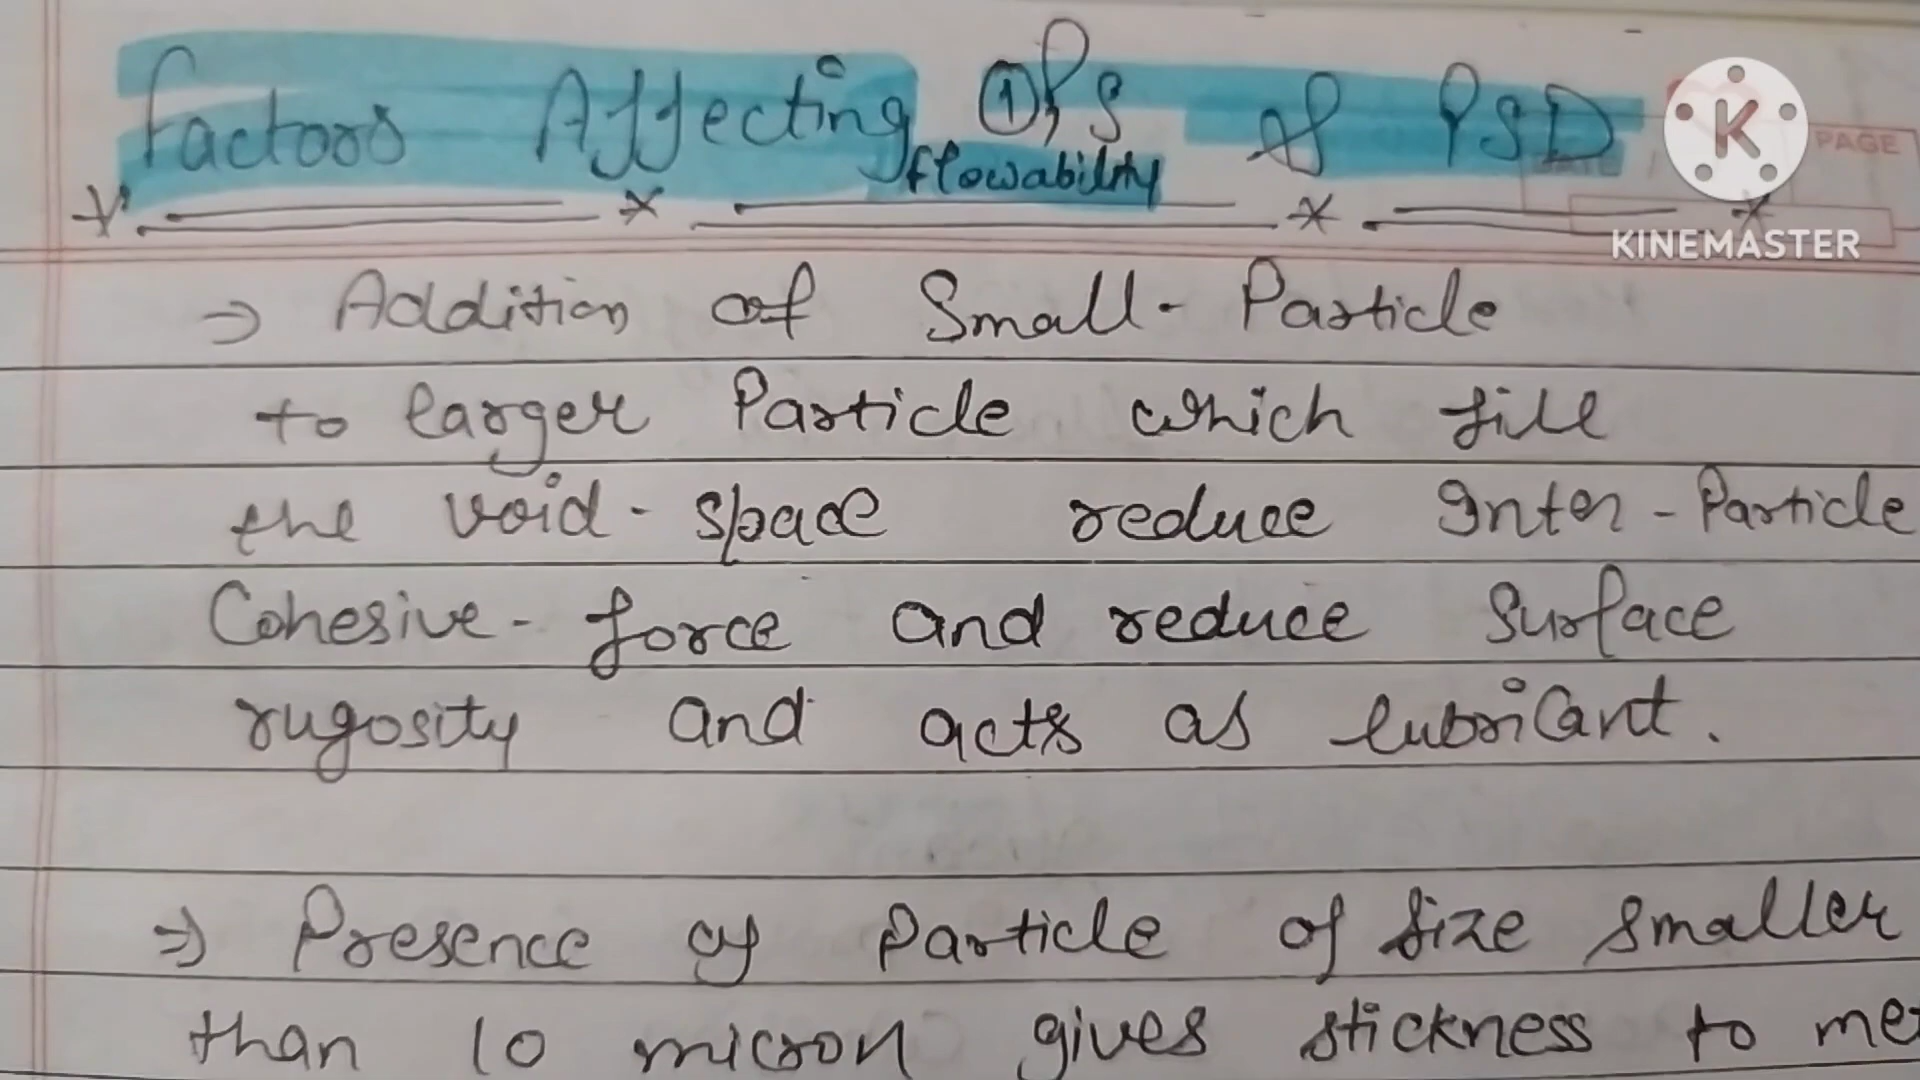 Factors Affecting ① PS of PSD
flowability
K
PAGE
DATE
KINEMASTER
→ Addition of Small - Particle
to larger Particle which fill
the void - space reduce Inter - Particle
Cohesive - force and reduce Surface
rugosity and acts as lubricant.
⇒ Presence of Particle of size smaller
than 10 micron gives stickness to me